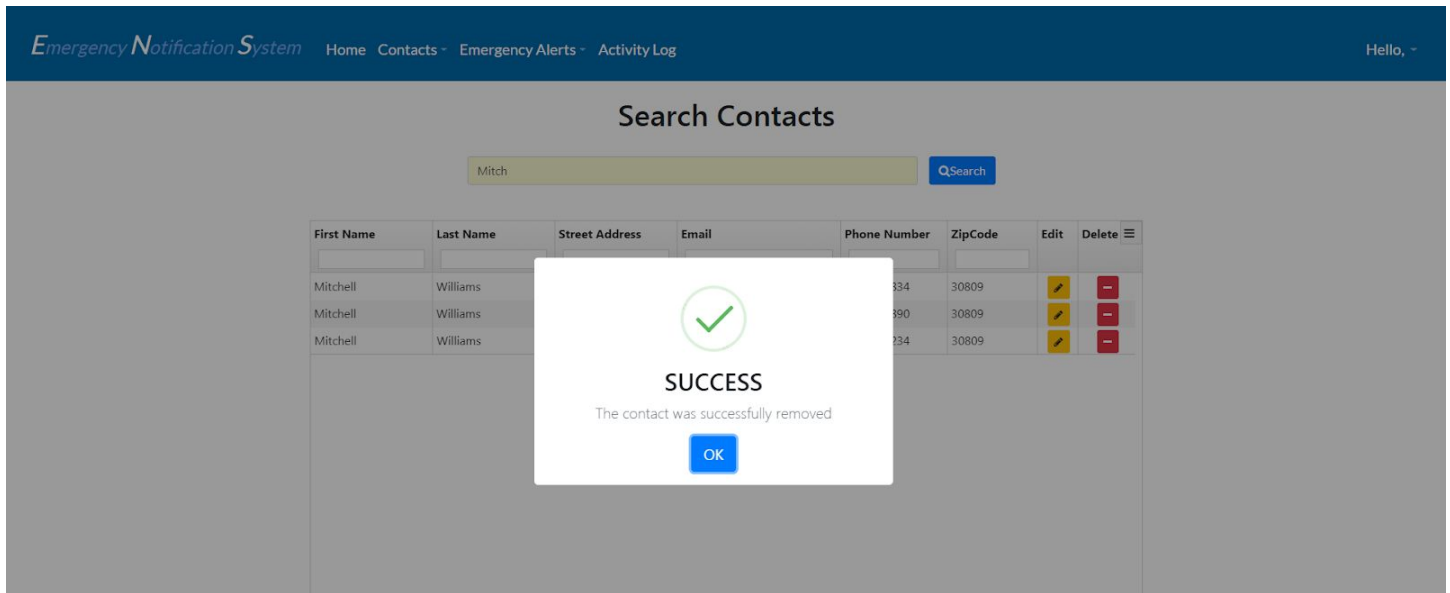 Emergency Notification System Home Contacts Emergency Alerts Activity Log Hello,
Search Contacts
Mitch Search
First Name Last Name Street Address Email Phone Number ZipCode Edit Delete
Mitchell Williams 334 30809
Mitchell Williams 390 30809
Mitchell Williams 234 30809
SUCCESS
The contact was successfully removed
OK